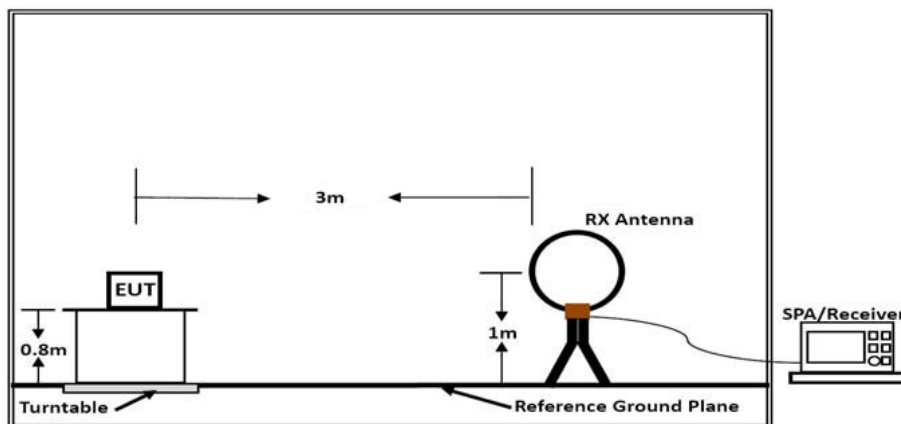 3m
RX Antenna
EUT
SPA/Receiver
0.8m
1m
Turntable
Reference Ground Plane